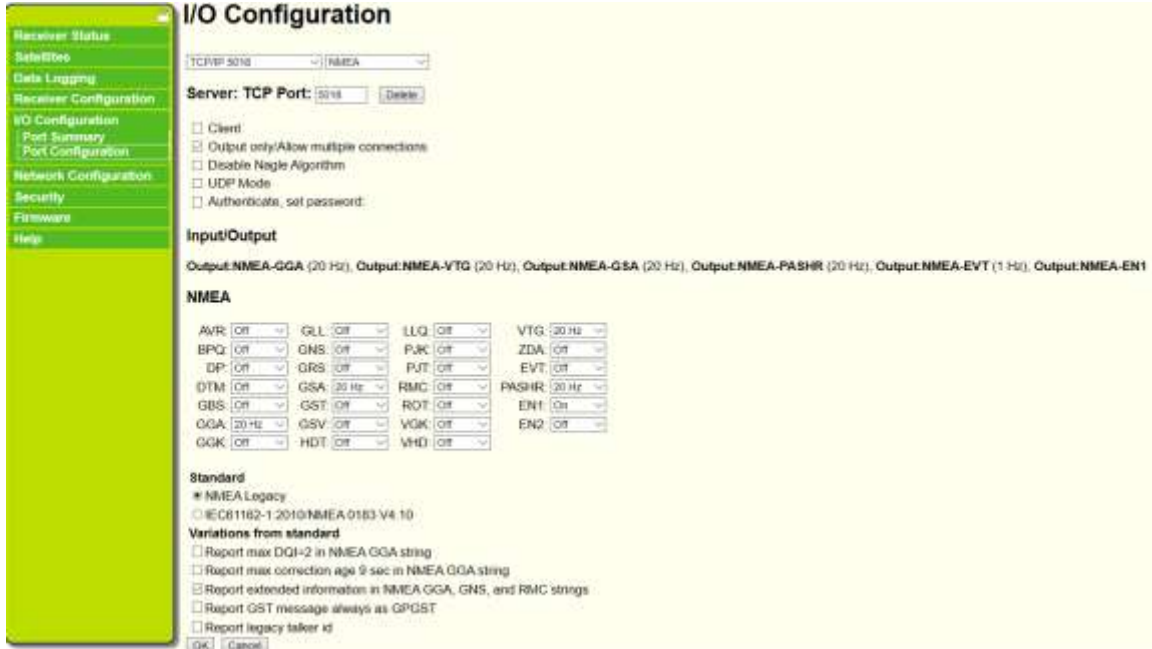 I/O Configuration
Receiver Status
Satellites
Data Logging
Receiver Configuration
I/O Configuration
Port Summary
Port Configuration
Network Configuration
Security
Firmware
Help
TCP/IP 5018 NMEA
Server: TCP Port: 5018 Delete
Client
Output only/Allow multiple connections
Disable Nagle Algorithm
UDP Mode
Authenticate, set password:
Input/Output
Output:NMEA-GGA (20 Hz), Output:NMEA-VTG (20 Hz), Output:NMEA-GSA (20 Hz), Output:NMEA-PASHR (20 Hz), Output:NMEA-EVT (1 Hz), Output:NMEA-EN1
NMEA
AVR: Off GLL: Off LLQ: Off VTG: 20 Hz
BPQ: Off GNS: Off PJK: Off ZDA: Off
DP: Off GRS: Off PJT: Off EVT: Off
DTM: Off GSA: 20 Hz RMC: Off PASHR: 20 Hz
GBS: Off GST: Off ROT: Off EN1: On
GGA: 20 Hz GSV: Off VGK: Off EN2: Off
GGK: Off HDT: Off VHD: Off
Standard
NMEA Legacy
IEC61162-1:2010/NMEA 0183 V4.10
Variations from standard
Report max DQI=2 in NMEA GGA string
Report max correction age 9 sec in NMEA GGA string
Report extended information in NMEA GGA, GNS, and RMC strings
Report GST message always as GPGST
Report legacy talker id
OK Cancel